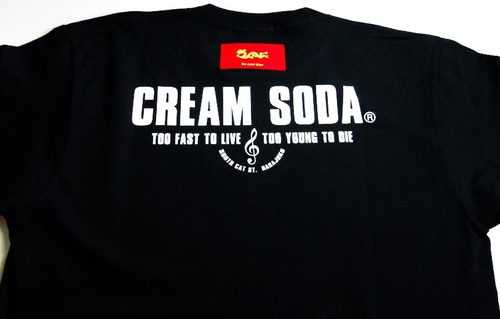 CREAM SODA®
TOO FAST TO LIVE TOO YOUNG TO DIE
SOUTH CAT ST. HARAJUKU